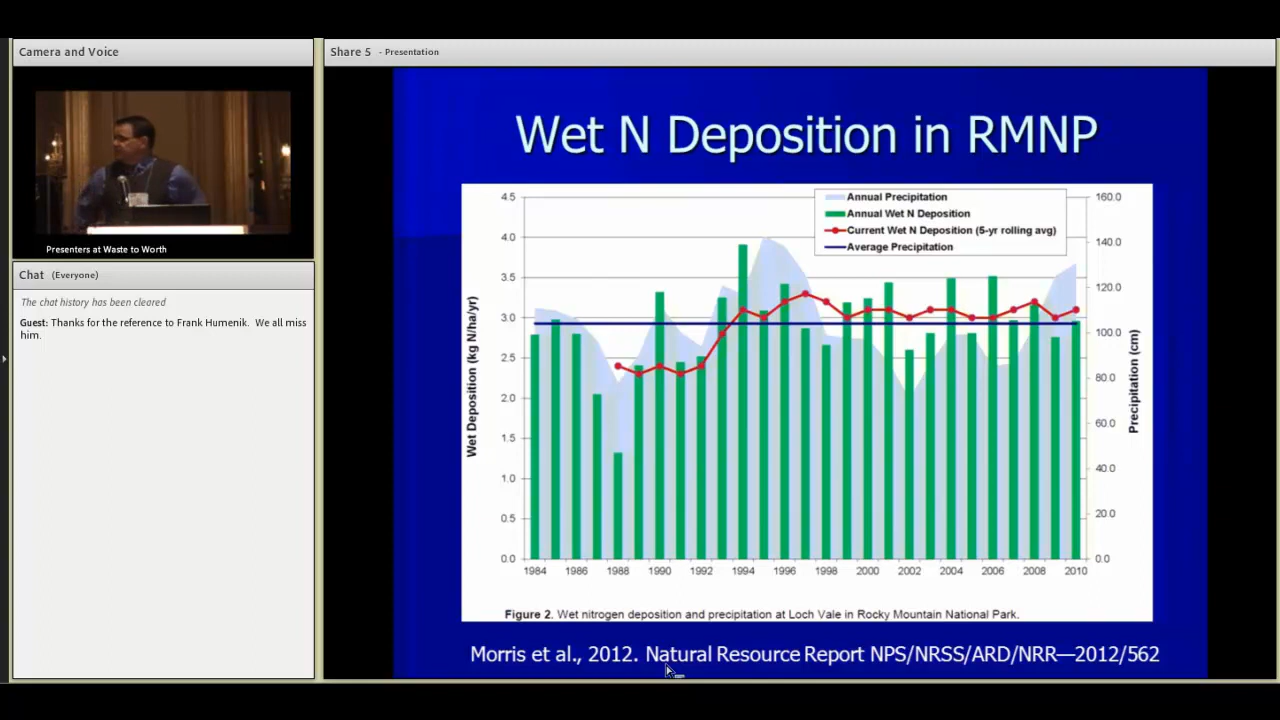 Camera and Voice
Presenters at Waste to Worth
Chat (Everyone)
The chat history has been cleared
Guest: Thanks for the reference to Frank Humenik. We all miss
him.
Share 5 - Presentation
Wet N Deposition in RMNP
Annual Precipitation
Annual Wet N Deposition
Current Wet N Deposition (5-yr rolling avg)
Average Precipitation
Wet Deposition (kg N/ha/yr)
4.5
4.0
3.5
3.0
2.5
2.0
1.5
1.0
0.5
0.0
160.0
140.0
120.0
100.0
80.0
60.0
40.0
20.0
0.0
Precipitation (cm)
1984 1986 1988 1990 1992 1994 1996 1998 2000 2002 2004 2006 2008 2010
Figure 2. Wet nitrogen deposition and precipitation at Loch Vale in Rocky Mountain National Park.
Morris et al., 2012. Natural Resource Report NPS/NRSS/ARD/NRR—2012/562